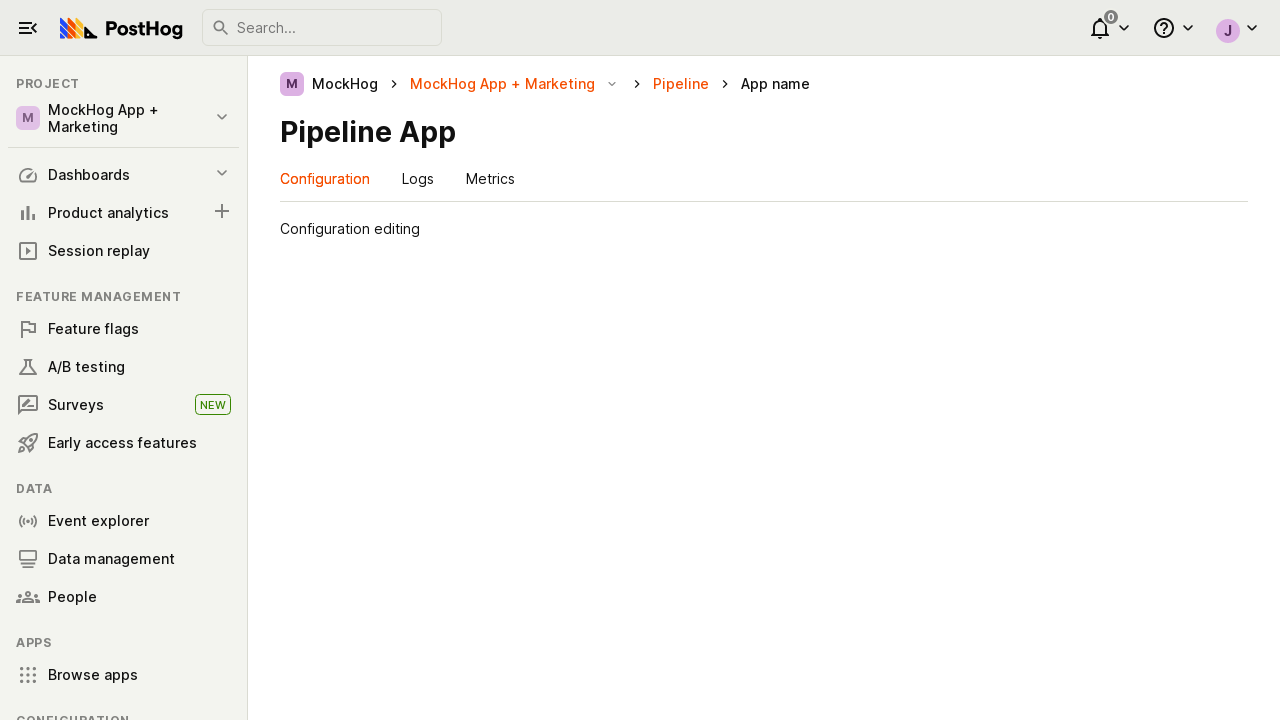 PostHog
Search...
0
J
PROJECT
M
MockHog App +
Marketing
Dashboards
Product analytics
Session replay
FEATURE MANAGEMENT
Feature flags
A/B testing
Surveys
NEW
Early access features
DATA
Event explorer
Data management
People
APPS
Browse apps
CONFIGURATION
M MockHog > MockHog App + Marketing > Pipeline > App name
Pipeline App
Configuration Logs Metrics
Configuration editing